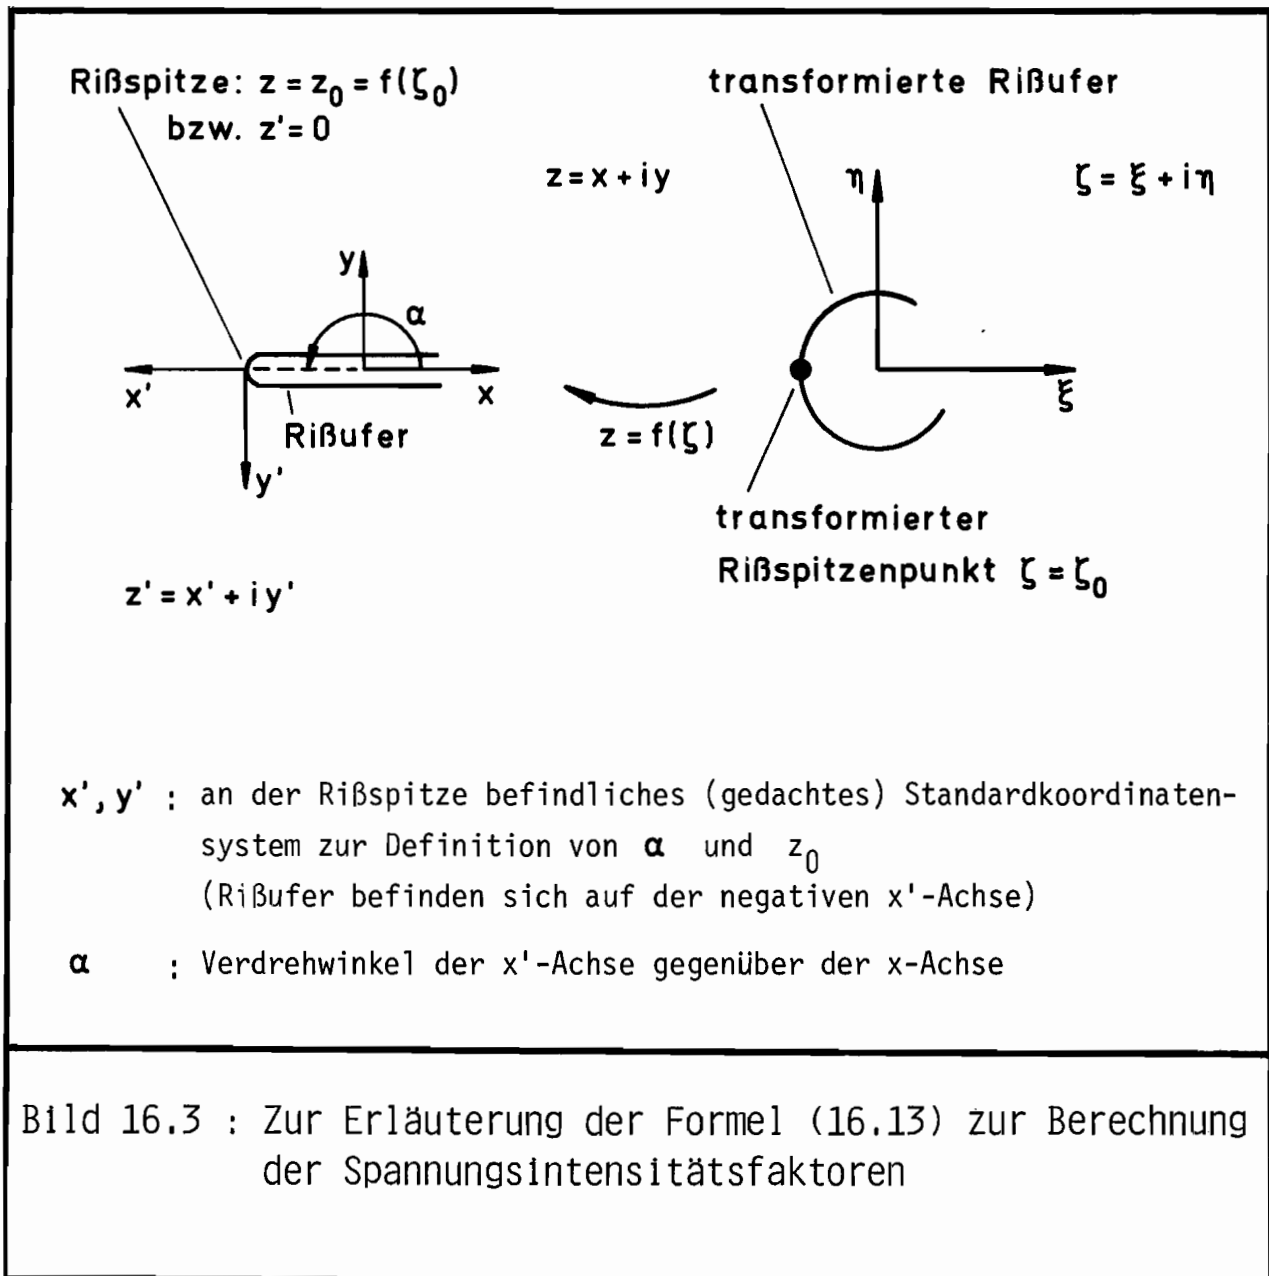 Rißspitze: z = z₀ = f(ζ₀)
bzw. z' = 0
transformierte Rißufer
z = x + iy
η
ζ = ξ + iη
y
α
x'
x
Rißufer
y'
z = f(ζ)
ξ
transformierter
Rißspitzenpunkt ζ = ζ₀
z' = x' + iy'
x', y' : an der Rißspitze befindliches (gedachtes) Standardkoordinaten-
system zur Definition von α und z₀
(Rißufer befinden sich auf der negativen x'-Achse)
α : Verdrehwinkel der x'-Achse gegenüber der x-Achse
Bild 16.3 : Zur Erläuterung der Formel (16.13) zur Berechnung
der Spannungsintensitätsfaktoren